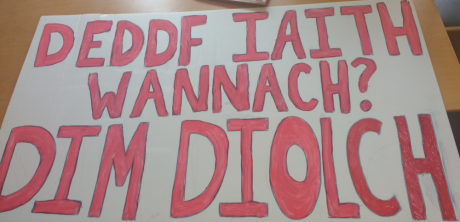 DEDDF IAITH
WANNACH?
DIM DIOLCH